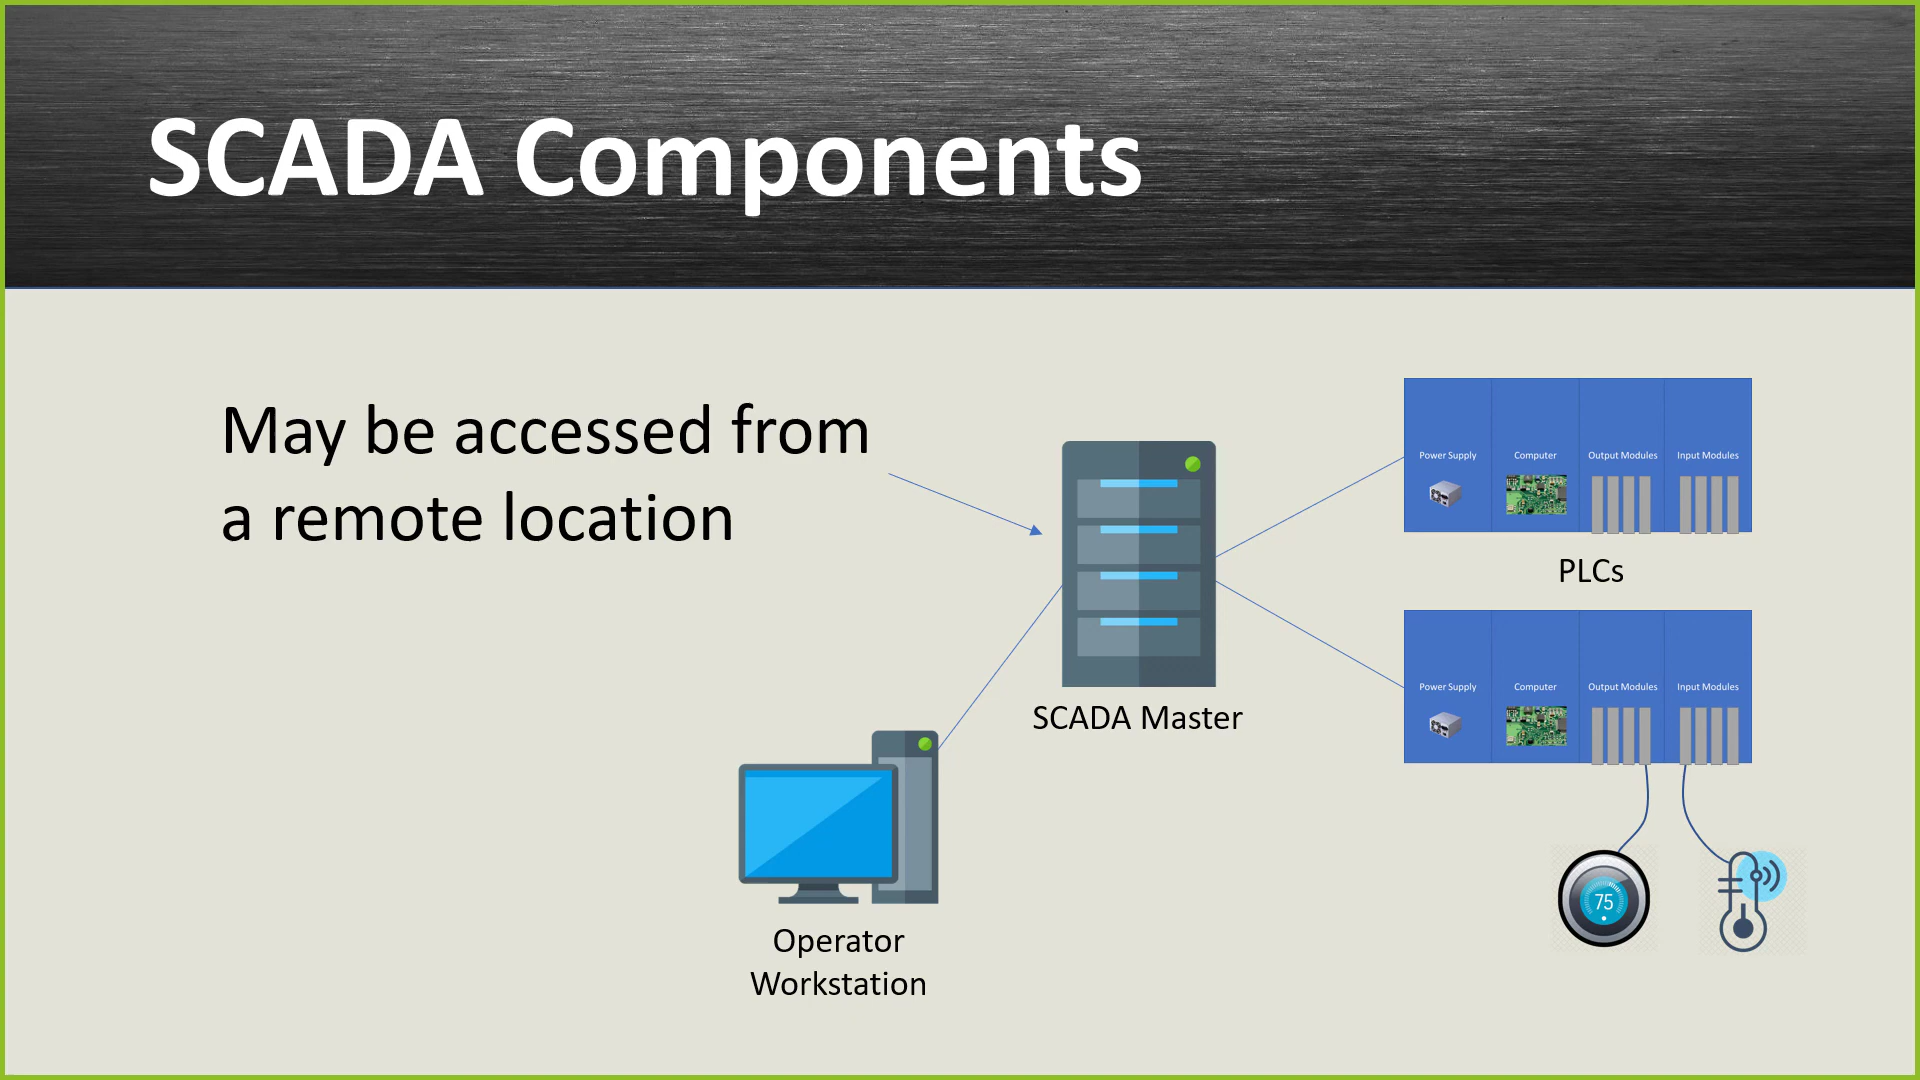 SCADA Components
May be accessed from
a remote location
Power Supply
Computer
Output Modules
Input Modules
PLCs
Power Supply
Computer
Output Modules
Input Modules
SCADA Master
Operator
Workstation
75